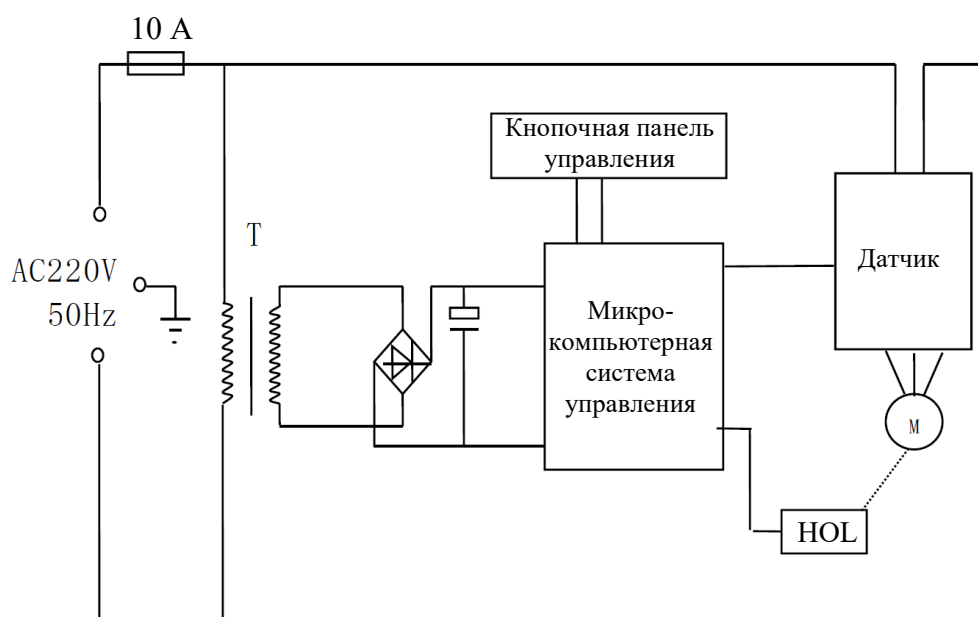 10 A
Кнопочная панель
управления
T
AC220V
50Hz
Датчик
Микро-
компьютерная
система
управления
M
HOL